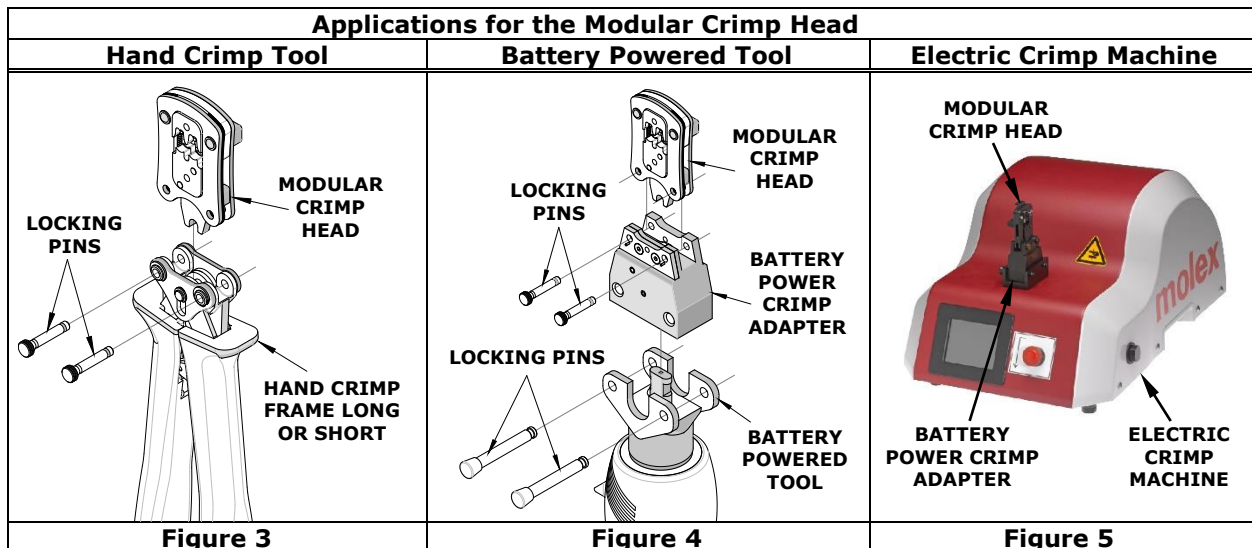 Applications for the Modular Crimp Head
Hand Crimp Tool
Battery Powered Tool
Electric Crimp Machine
MODULAR
CRIMP
HEAD
LOCKING
PINS
HAND CRIMP
FRAME LONG
OR SHORT
MODULAR
CRIMP
HEAD
LOCKING
PINS
BATTERY
POWER
CRIMP
ADAPTER
LOCKING PINS
BATTERY
POWERED
TOOL
MODULAR
CRIMP HEAD
molex
BATTERY
POWER CRIMP
ADAPTER
ELECTRIC
CRIMP
MACHINE
Figure 3
Figure 4
Figure 5